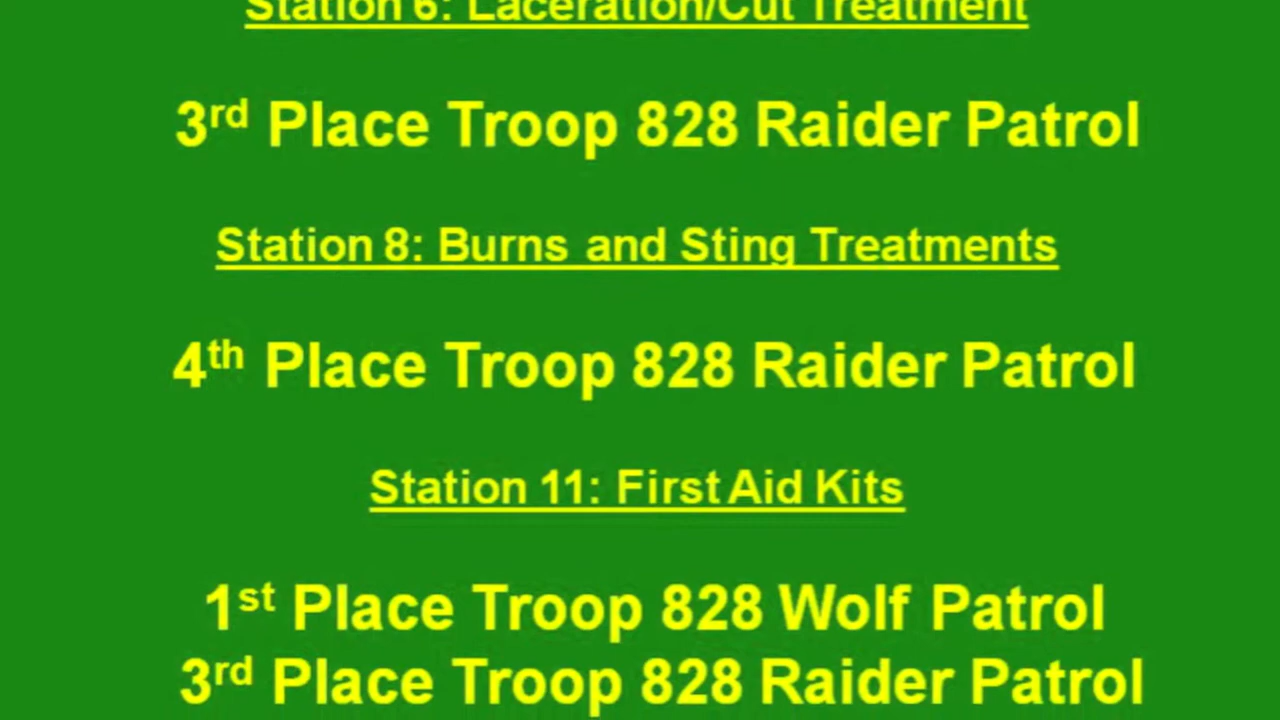 Station 6: Laceration/Cut Treatment
3rd Place Troop 828 Raider Patrol
Station 8: Burns and Sting Treatments
4th Place Troop 828 Raider Patrol
Station 11: First Aid Kits
1st Place Troop 828 Wolf Patrol
3rd Place Troop 828 Raider Patrol